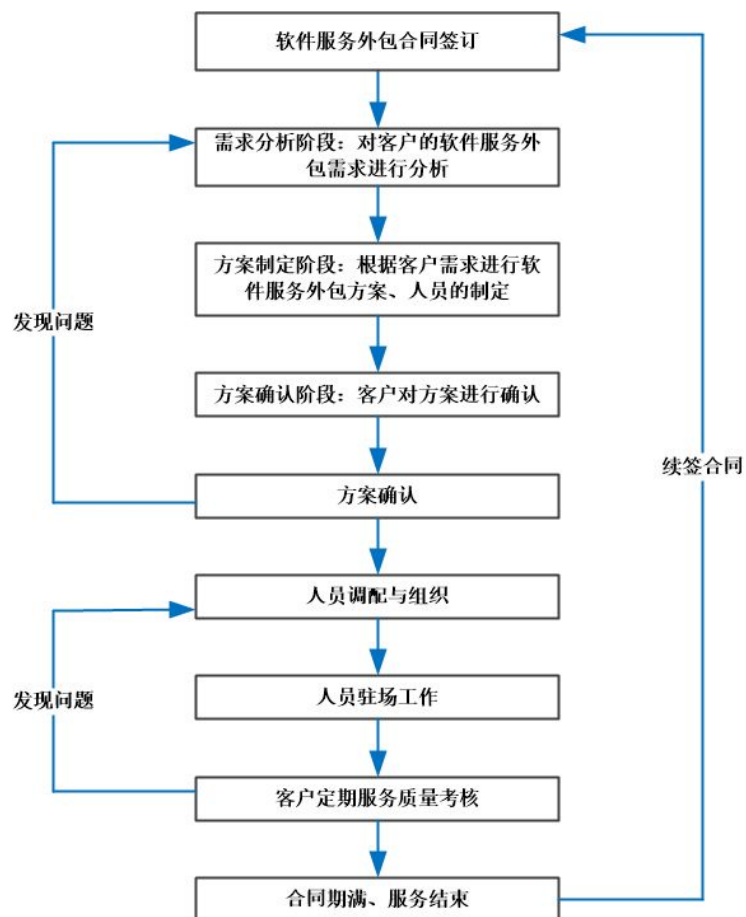 软件服务外包合同签订
需求分析阶段：对客户的软件服务外
包需求进行分析
方案制定阶段：根据客户需求进行软
件服务外包方案、人员的制定
发现问题
方案确认阶段：客户对方案进行确认
续签合同
方案确认
人员调配与组织
人员驻场工作
发现问题
客户定期服务质量考核
合同期满、服务结束